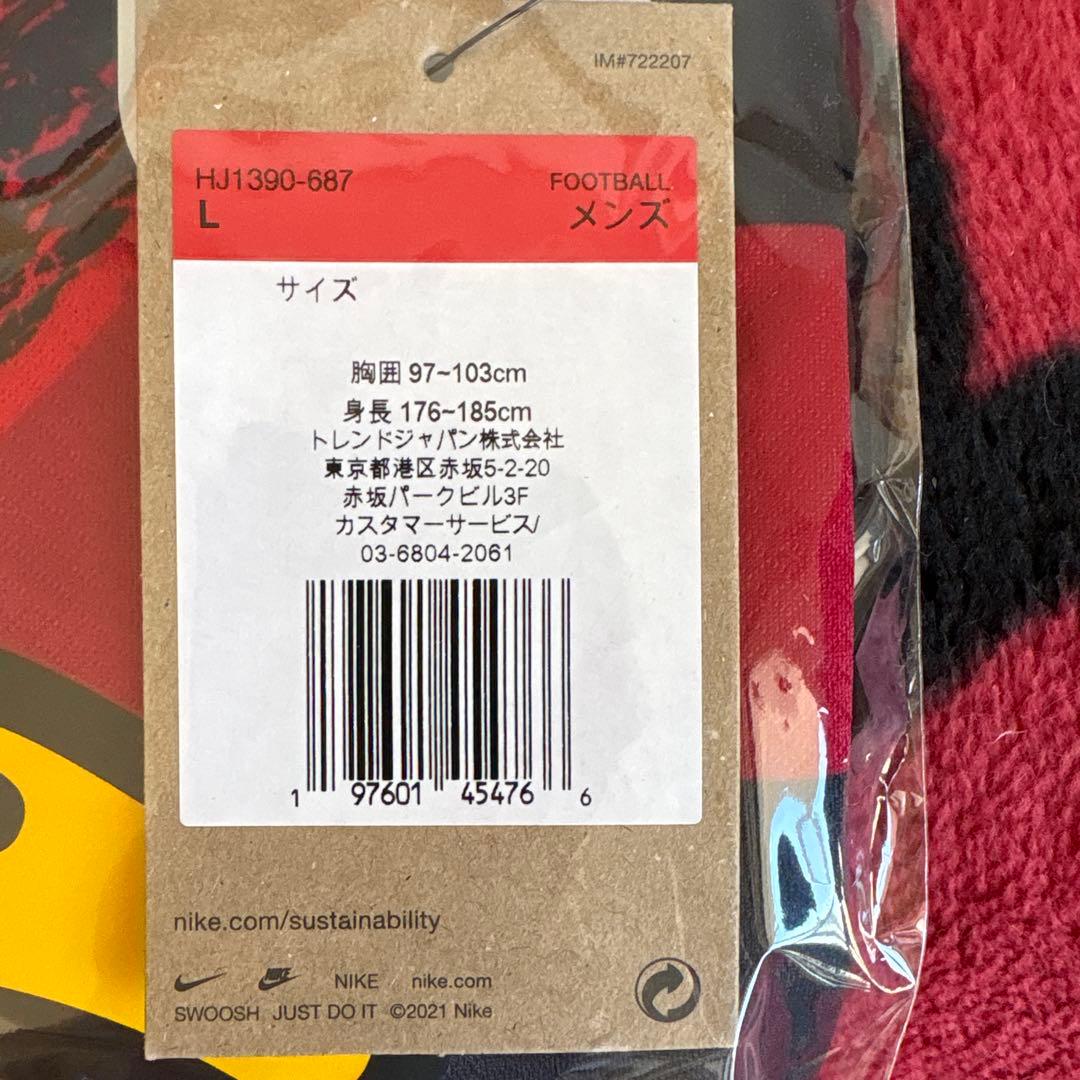 IM#722207
HJ1390-687 FOOTBALL
L メンズ
サイズ
胸囲 97~103cm
身長 176~185cm
トレンドジャパン株式会社
東京都港区赤坂5-2-20
赤坂パークビル3F
カスタマーサービス/
03-6804-2061
1 97601 45476 6
nike.com/sustainability
NIKE NIKE nike.com
SWOOSH JUST DO IT ©2021 Nike